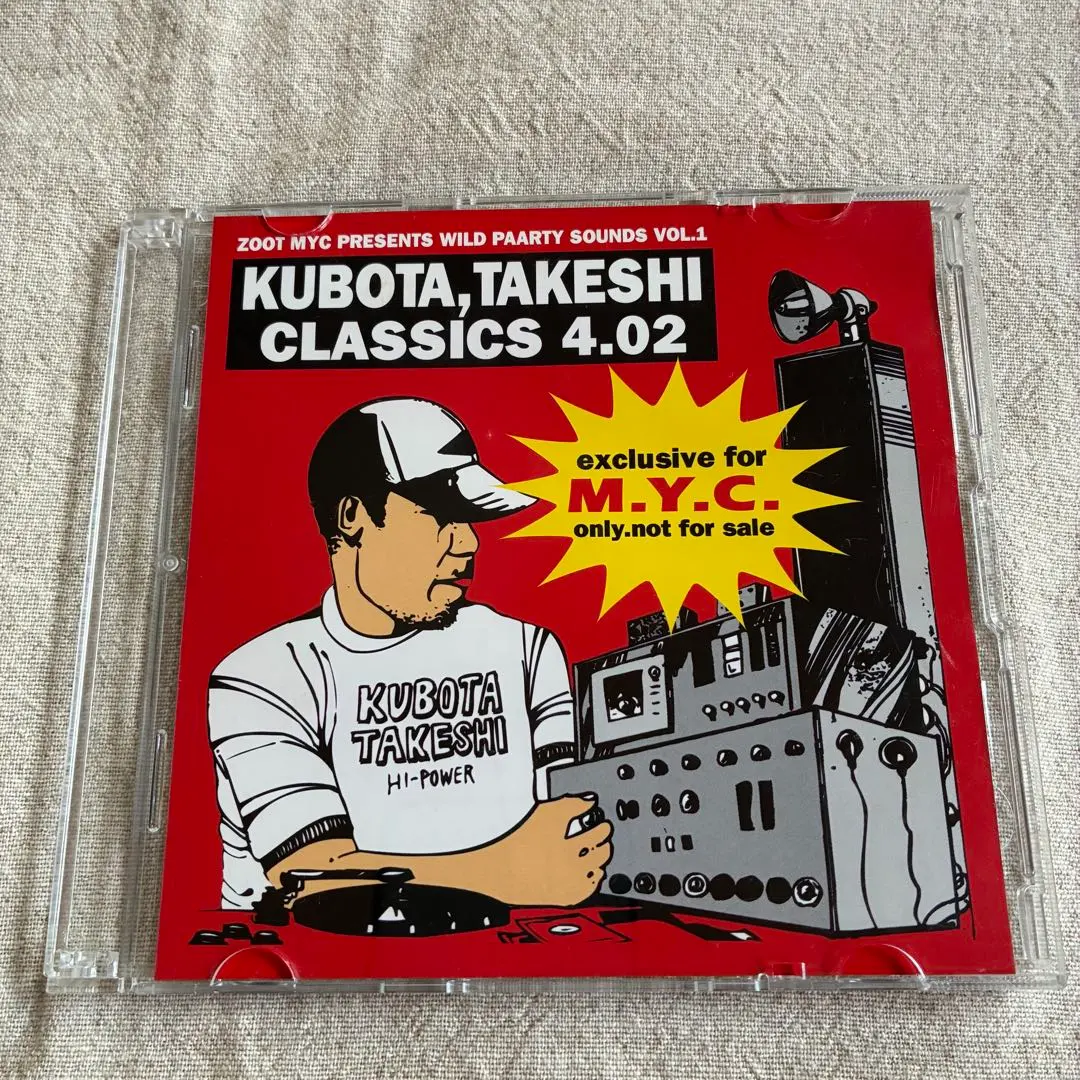 ZOOT MYC PRESENTS WILD PAARTY SOUNDS VOL.1
KUBOTA,TAKESHI
CLASSICS 4.02
exclusive for
M.Y.C.
only.not for sale
KUBOTA
TAKESHI
HI-POWER